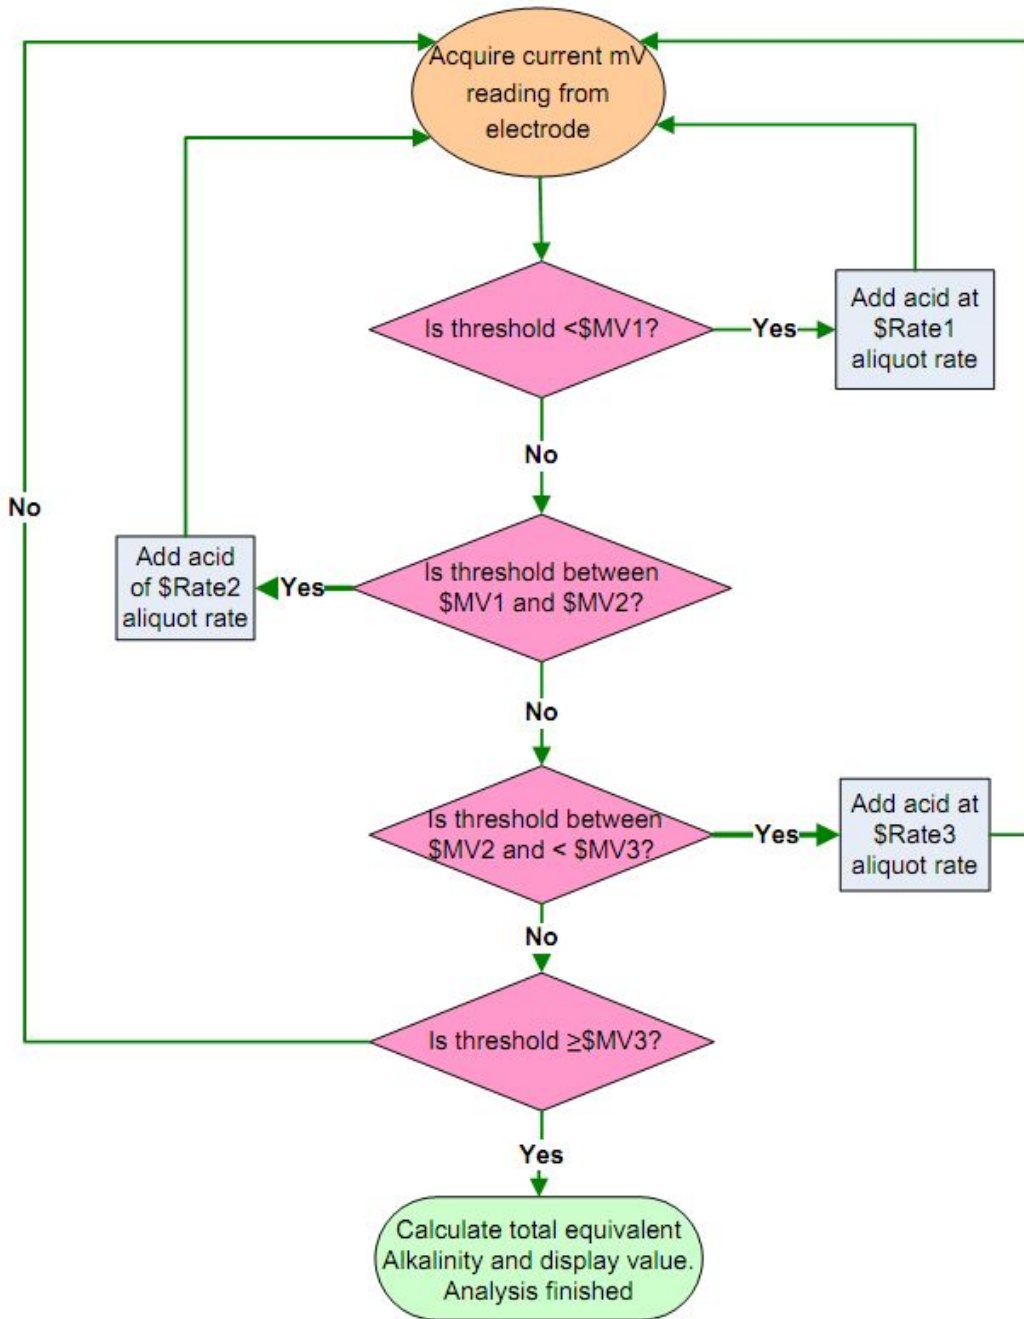 Acquire current mV
reading from
electrode
Is threshold <$MV1?
Yes
Add acid at
$Rate1
aliquot rate
No
No
Add acid
of $Rate2
aliquot rate
Yes
Is threshold between
$MV1 and $MV2?
No
Is threshold between
$MV2 and < $MV3?
Yes
Add acid at
$Rate3
aliquot rate
No
Is threshold ≥$MV3?
Yes
Calculate total equivalent
Alkalinity and display value.
Analysis finished